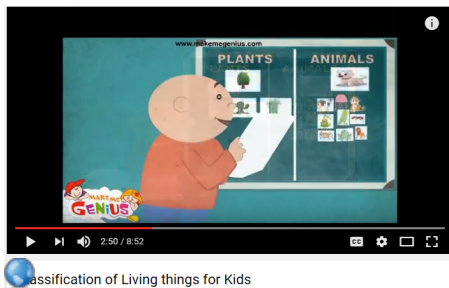 www.makemegenius.com
PLANTS
ANIMALS
MAKE ME
GENiUS
2:50 / 8:52
CC
assification of Living things for Kids